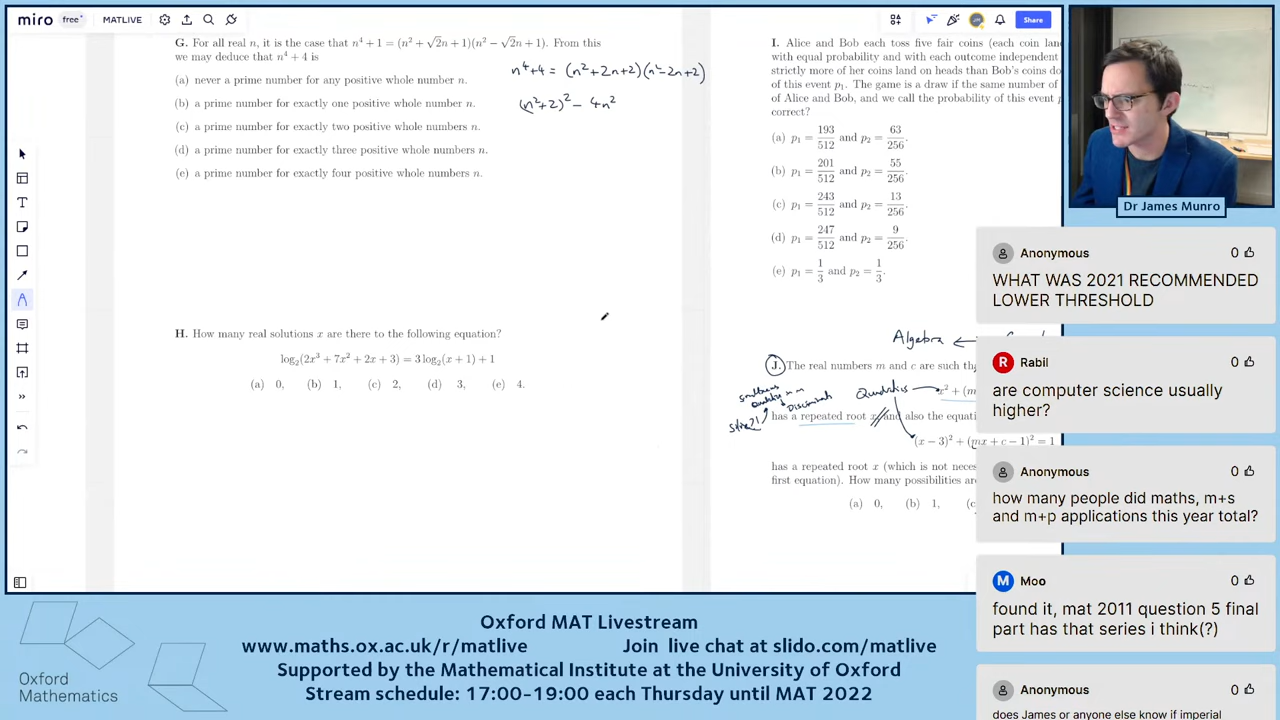 miro free MATLIVE
Share
G. For all real n, it is the case that n⁴ + 1 = (n² + √2n + 1)(n² − √2n + 1). From this
we may deduce that n⁴ + 4 is
(a) never a prime number for any positive whole number n.
(b) a prime number for exactly one positive whole number n.
(c) a prime number for exactly two positive whole numbers n.
(d) a prime number for exactly three positive whole numbers n.
(e) a prime number for exactly four positive whole numbers n.
n⁴+4 = (n²+2n+2)(n²−2n+2)
(n²+2)² − 4n²
H. How many real solutions x are there to the following equation?
log₂(2x³ + 7x² + 2x + 3) = 3 log₂(x + 1) + 1
(a) 0, (b) 1, (c) 2, (d) 3, (e) 4.
I. Alice and Bob each toss five fair coins (each coin lan
with equal probability and with each outcome independent
strictly more of her coins land on heads than Bob's coins do
of this event p₁. The game is a draw if the same number of
of Alice and Bob, and we call the probability of this event p
correct?
(a) p₁ = 193/512 and p₂ = 63/256.
(b) p₁ = 201/512 and p₂ = 55/256.
(c) p₁ = 243/512 and p₂ = 13/256.
(d) p₁ = 247/512 and p₂ = 9/256.
(e) p₁ = 1/3 and p₂ = 1/3.
Algebra ←
J. The real numbers m and c are such th
Quadratics
x² + (m
Discriminants
has a repeated root x, and also the equati
(x − 3)² + (mx + c − 1)² = 1
has a repeated root x (which is not nece
first equation). How many possibilities ar
(a) 0, (b) 1, (c
Dr James Munro
Anonymous 0
WHAT WAS 2021 RECOMMENDED
LOWER THRESHOLD
R Rabil 0
are computer science usually
higher?
Anonymous 0
how many people did maths, m+s
and m+p applications this year total?
M Moo 0
found it, mat 2011 question 5 final
part has that series i think(?)
Anonymous 0
does James or anyone else know if imperial
Oxford MAT Livestream
www.maths.ox.ac.uk/r/matlive Join live chat at slido.com/matlive
Supported by the Mathematical Institute at the University of Oxford
Stream schedule: 17:00-19:00 each Thursday until MAT 2022
Oxford
Mathematics